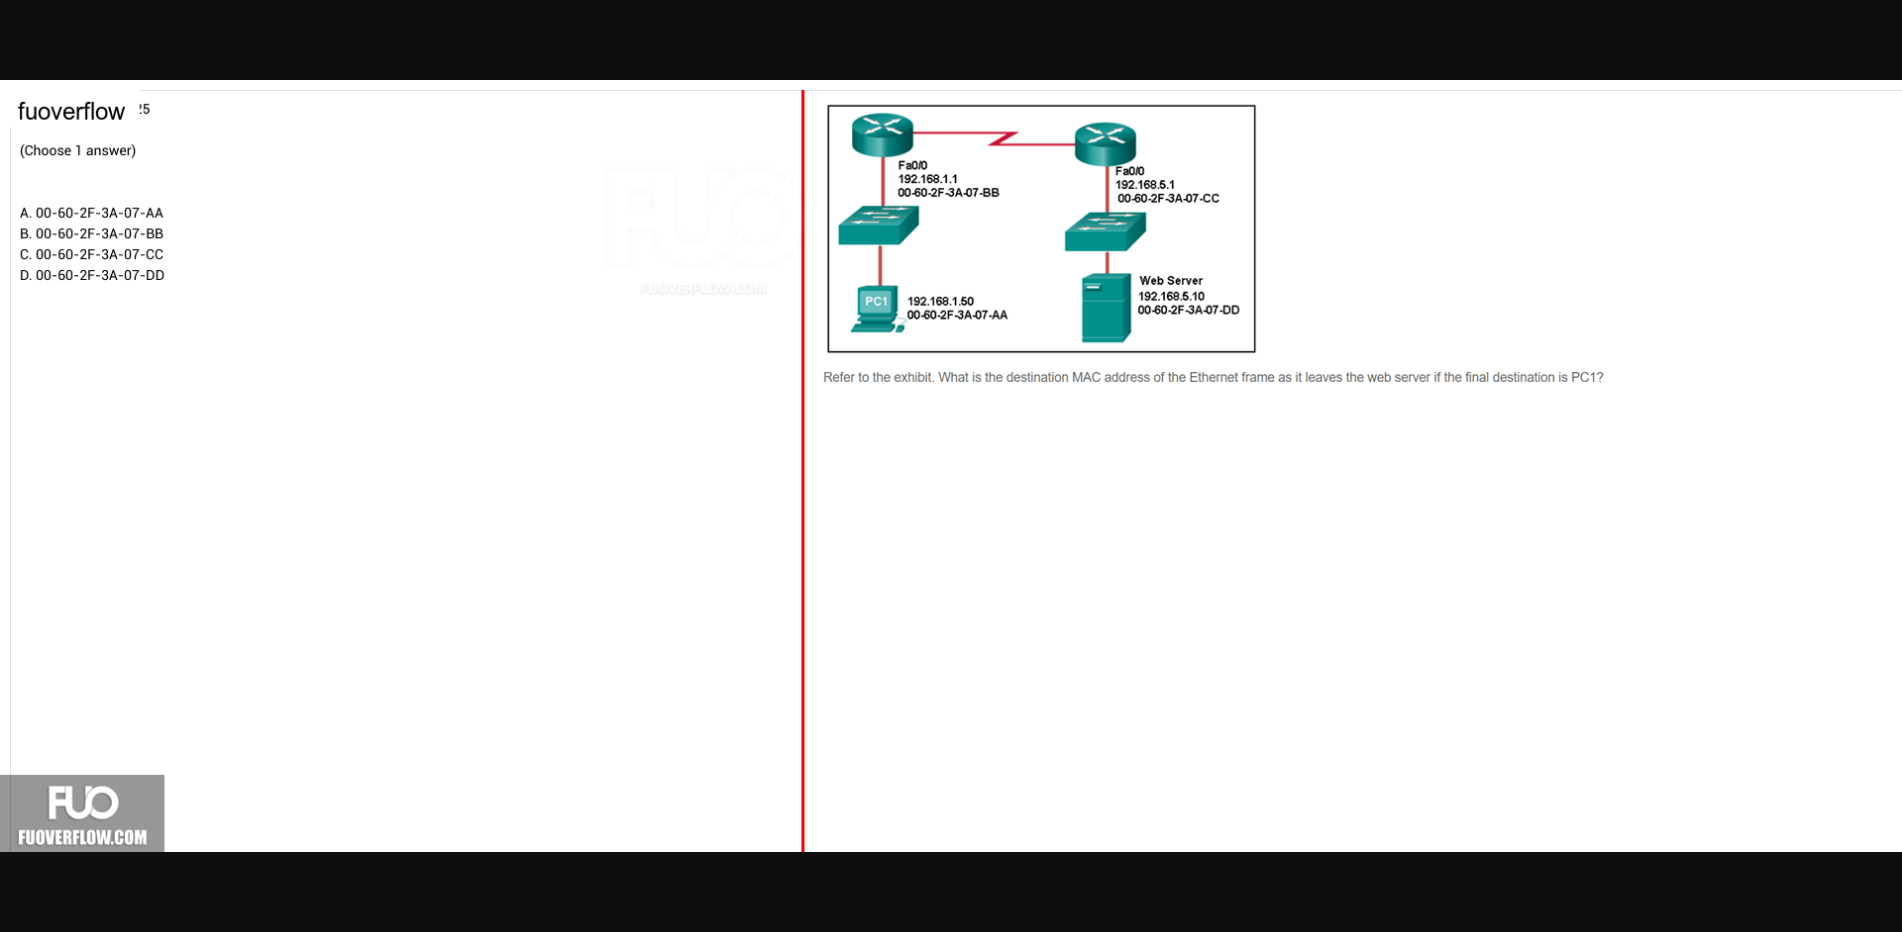 fuoverflow
25
(Choose 1 answer)
A. 00-60-2F-3A-07-AA
B. 00-60-2F-3A-07-BB
C. 00-60-2F-3A-07-CC
D. 00-60-2F-3A-07-DD
FUO
FUOVERFLOW.COM
Fa0/0
192.168.1.1
00-60-2F-3A-07-BB
Fa0/0
192.168.5.1
00-60-2F-3A-07-CC
PC1
192.168.1.50
00-60-2F-3A-07-AA
Web Server
192.168.5.10
00-60-2F-3A-07-DD
Refer to the exhibit. What is the destination MAC address of the Ethernet frame as it leaves the web server if the final destination is PC1?
FUO
FUOVERFLOW.COM